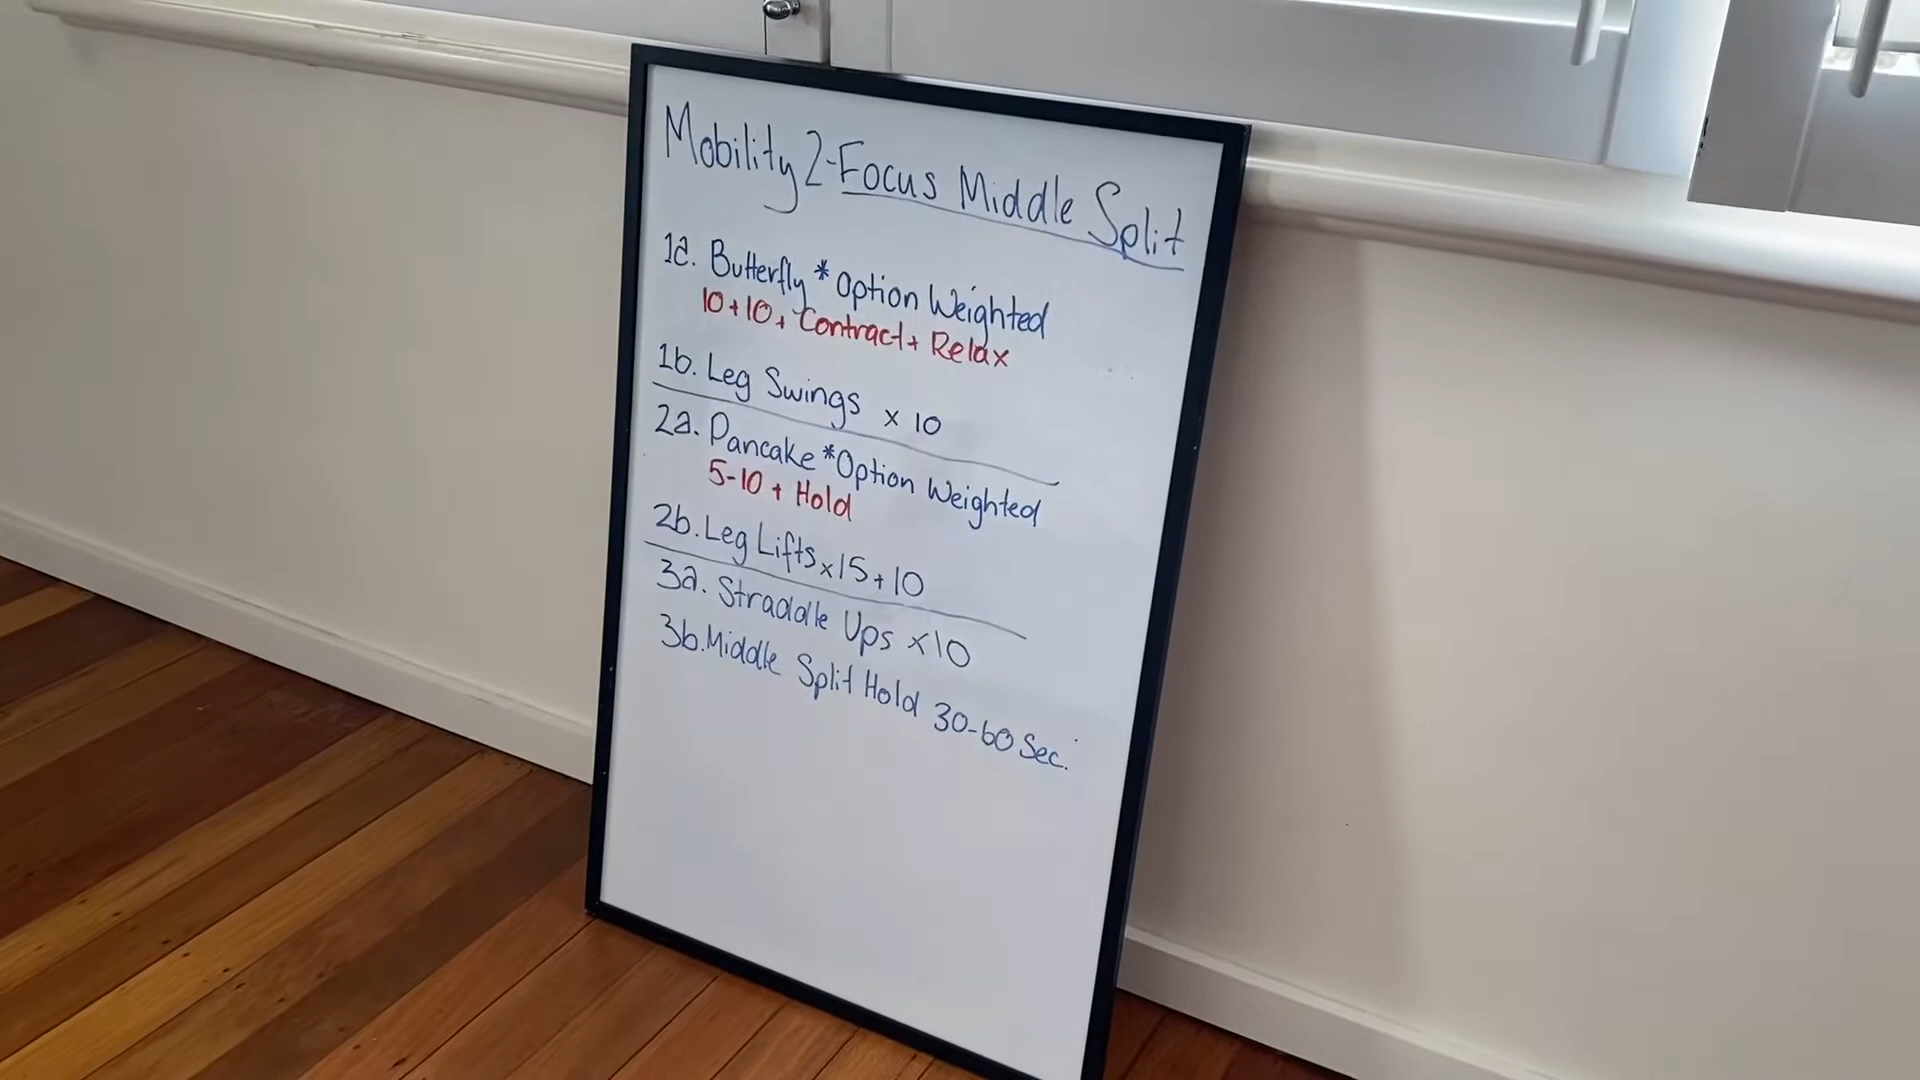 Mobility 2-Focus Middle Split
1a. Butterfly *Option Weighted
10+10+Contract+Relax
1b. Leg Swings x 10
2a. Pancake *Option Weighted
5-10 + Hold
2b. Leg Lifts x15+10
3a. Straddle Ups x10
3b. Middle Split Hold 30-60 Sec.